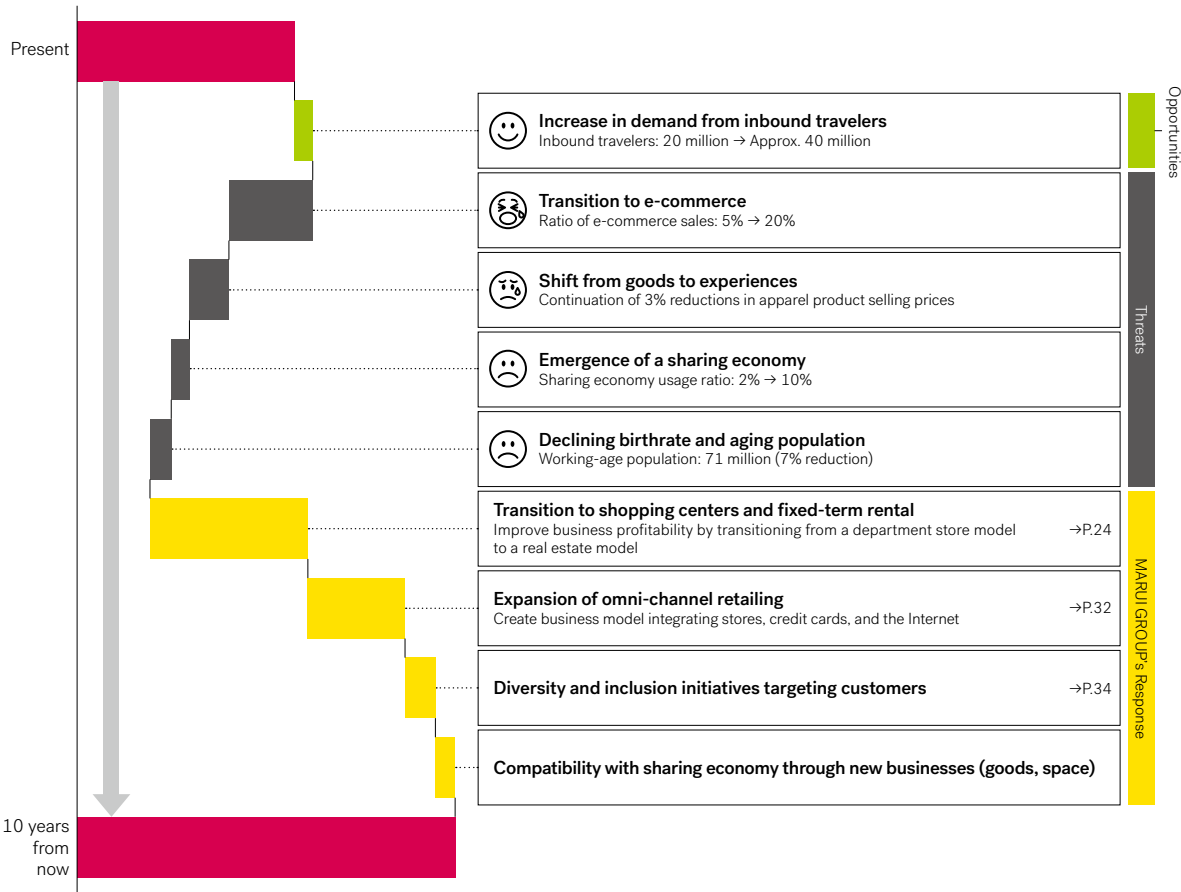 Present
Increase in demand from inbound travelers
Inbound travelers: 20 million → Approx. 40 million
Opportunities
Transition to e-commerce
Ratio of e-commerce sales: 5% → 20%
Shift from goods to experiences
Continuation of 3% reductions in apparel product selling prices
Threats
Emergence of a sharing economy
Sharing economy usage ratio: 2% → 10%
Declining birthrate and aging population
Working-age population: 71 million (7% reduction)
Transition to shopping centers and fixed-term rental
Improve business profitability by transitioning from a department store model
to a real estate model
→P.24
Expansion of omni-channel retailing
Create business model integrating stores, credit cards, and the Internet
→P.32
MARUI GROUP's Response
Diversity and inclusion initiatives targeting customers
→P.34
Compatibility with sharing economy through new businesses (goods, space)
10 years
from
now